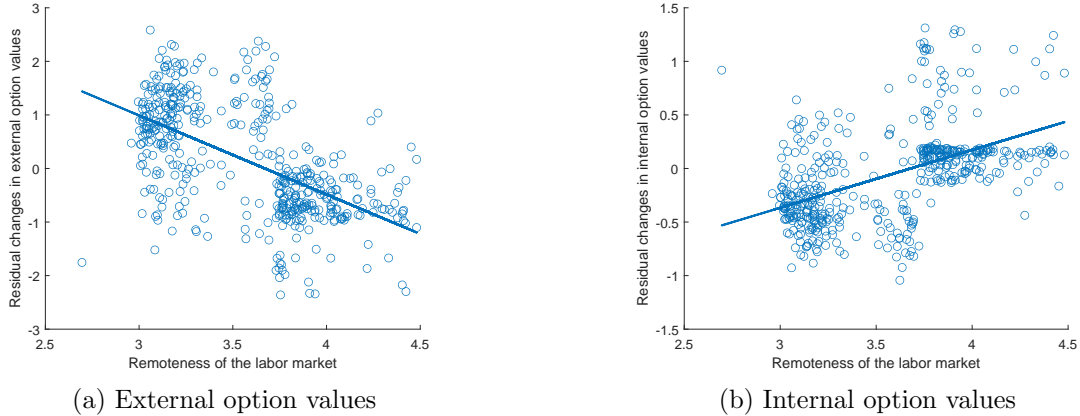 Residual changes in external option values
3
2
1
0
-1
-2
-3
2.5 3 3.5 4 4.5
Remoteness of the labor market
(a) External option values
Residual changes in internal option values
1.5
1
0.5
0
-0.5
-1
-1.5
2.5 3 3.5 4 4.5
Remoteness of the labor market
(b) Internal option values